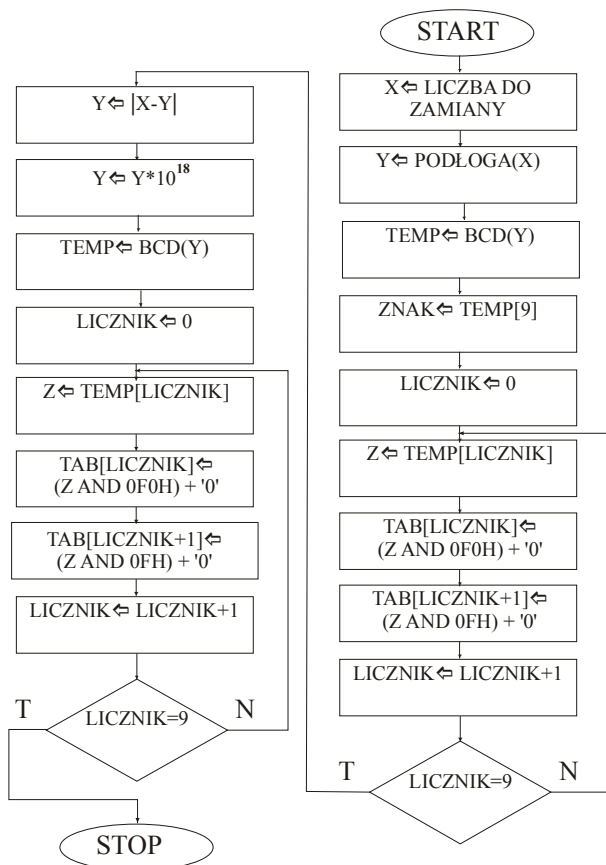 START
X⇦ LICZBA DO
ZAMIANY
Y⇦ PODŁOGA(X)
TEMP⇦ BCD(Y)
ZNAK⇦ TEMP[9]
LICZNIK⇦ 0
Z⇦ TEMP[LICZNIK]
TAB[LICZNIK]⇦
(Z AND 0F0H) + '0'
TAB[LICZNIK+1]⇦
(Z AND 0FH) + '0'
LICZNIK⇦ LICZNIK+1
T
LICZNIK=9
N
Y⇦ |X-Y|
Y⇦ Y*10¹⁸
TEMP⇦ BCD(Y)
LICZNIK⇦ 0
Z⇦ TEMP[LICZNIK]
TAB[LICZNIK]⇦
(Z AND 0F0H) + '0'
TAB[LICZNIK+1]⇦
(Z AND 0FH) + '0'
LICZNIK⇦ LICZNIK+1
T
LICZNIK=9
N
STOP